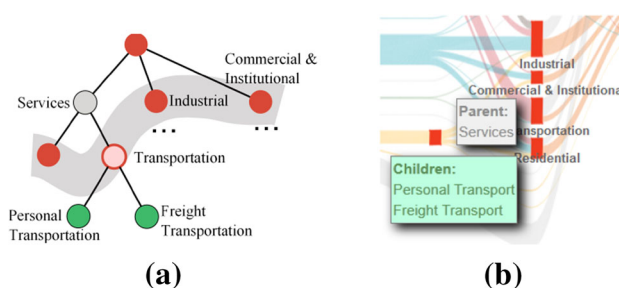 Commercial &
Institutional
Services
Industrial
...
...
Transportation
Personal
Transportation
Freight
Transportation
(a)
Industrial
Commercial & Institutiona
Parent:
Services
ansportation
Residential
Children:
Personal Transport
Freight Transport
(b)